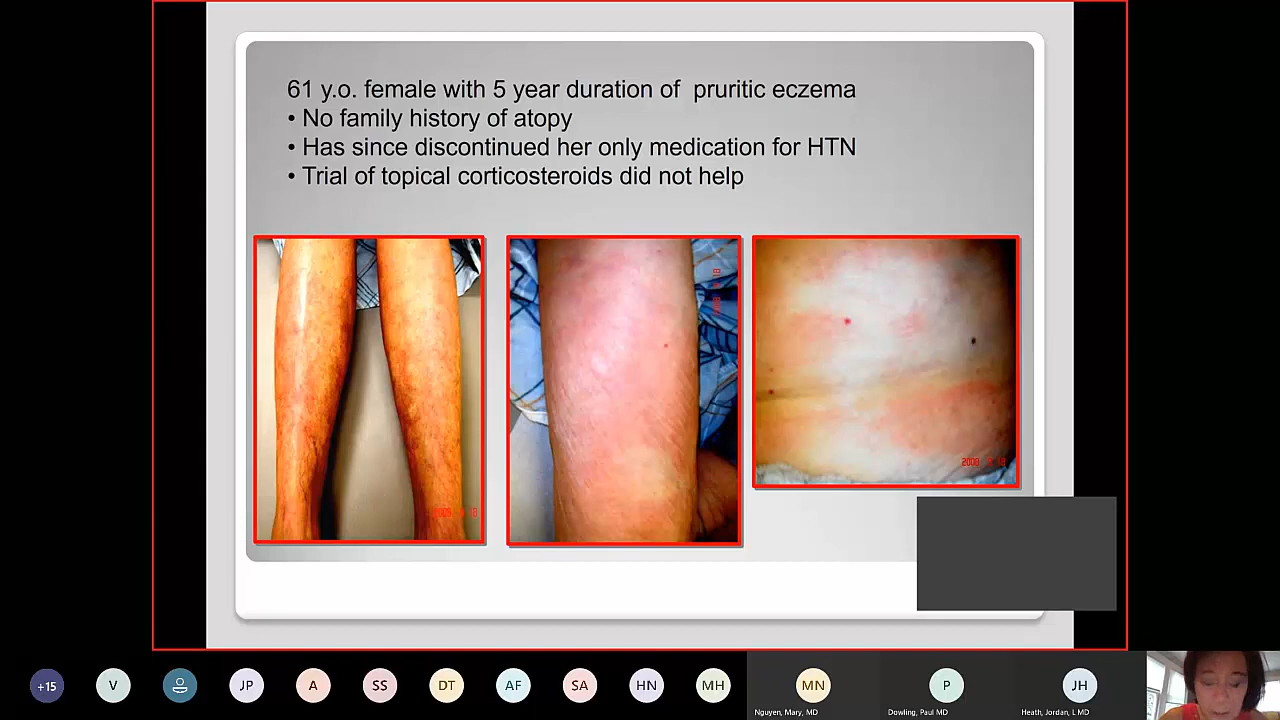 61 y.o. female with 5 year duration of pruritic eczema
• No family history of atopy
• Has since discontinued her only medication for HTN
• Trial of topical corticosteroids did not help
+15
V
JP
A
SS
DT
AF
SA
HN
MH
MN
P
JH
Nguyen, Mary, MD
Dowling, Paul MD
Heath, Jordan, L MD